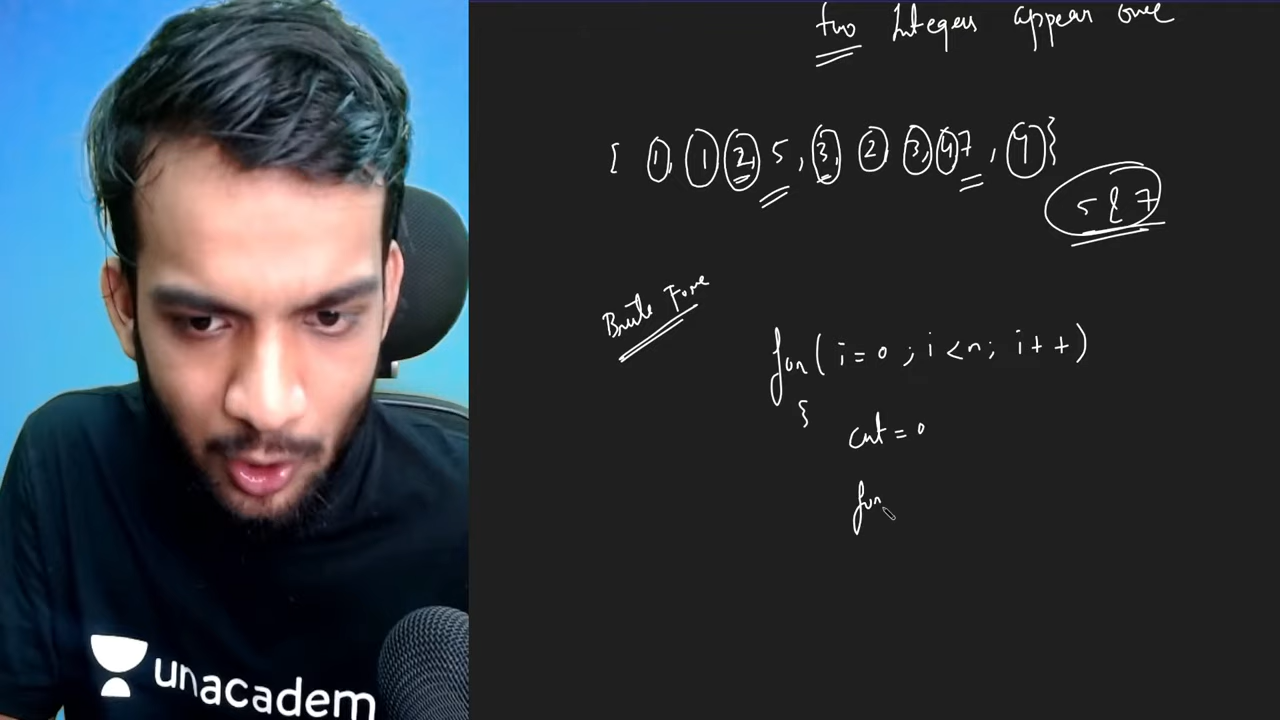 two Integers appear once
{ 1, 1 2, 5, 3, 2 3, 4 7, 4 }
5 & 7
Brute Force
for( i=0 ; i<n; i++)
{
cnt = 0
for
unacadem